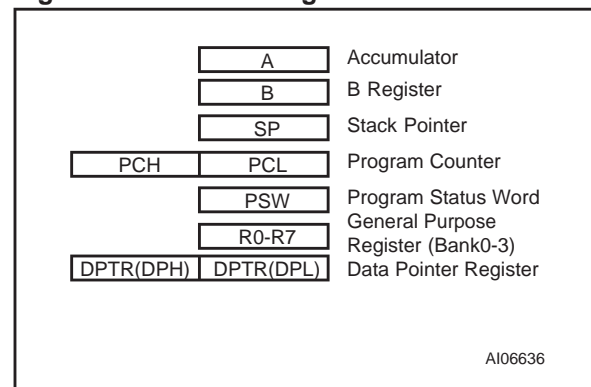 A Accumulator
B B Register
SP Stack Pointer
PCH PCL Program Counter
PSW Program Status Word
R0-R7 General Purpose
Register (Bank0-3)
DPTR(DPH) DPTR(DPL) Data Pointer Register
AI06636